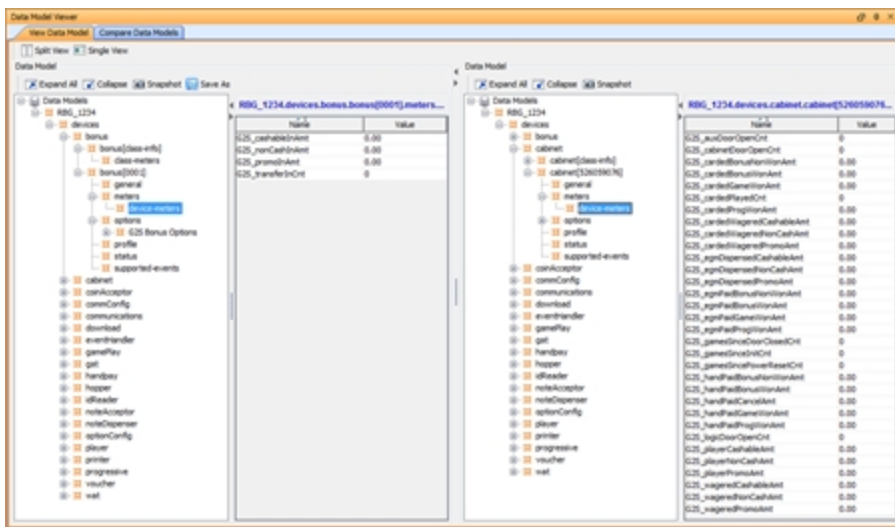 Data Model Viewer
View Data Model Compare Data Models
Split View Single View
Data Model
Expand All Collapse Snapshot Save As
Data Models
RBG_1234
devices
bonus
bonus[class-info]
class-meters
bonus[0001]
general
meters
device-meters
options
G2S Bonus Options
profile
status
supported-events
cabinet
coinAcceptor
commConfig
communications
download
eventHandler
gamePlay
gat
handpay
hopper
idReader
noteAcceptor
noteDispenser
optionConfig
player
printer
progressive
voucher
wat
RBG_1234.devices.bonus.bonus[0001].meters....
Name Value
G2S_cashableInAmt 0.00
G2S_nonCashInAmt 0.00
G2S_promoInAmt 0.00
G2S_transferInCnt 0
Data Model
Expand All Collapse Snapshot
Data Models
RBG_1234
devices
bonus
cabinet
cabinet[class-info]
cabinet[526059076]
general
meters
device-meters
options
profile
status
supported-events
coinAcceptor
commConfig
communications
download
eventHandler
gamePlay
gat
handpay
hopper
idReader
noteAcceptor
noteDispenser
optionConfig
player
printer
progressive
voucher
wat
RBG_1234.devices.cabinet.cabinet[526059076...
Name Value
G2S_auxDoorOpenCnt 0
G2S_cabinetDoorOpenCnt 0
G2S_cardedBonusNonWonAmt 0.00
G2S_cardedBonusWonAmt 0.00
G2S_cardedGameWonAmt 0.00
G2S_cardedPlayedCnt 0
G2S_cardedProgWonAmt 0.00
G2S_cardedWageredCashableAmt 0.00
G2S_cardedWageredNonCashAmt 0.00
G2S_cardedWageredPromoAmt 0.00
G2S_egmDispensedCashableAmt 0.00
G2S_egmDispensedNonCashAmt 0.00
G2S_egmDispensedPromoAmt 0.00
G2S_egmPaidBonusNonWonAmt 0.00
G2S_egmPaidBonusWonAmt 0.00
G2S_egmPaidGameWonAmt 0.00
G2S_egmPaidProgWonAmt 0.00
G2S_gamesSinceDoorClosedCnt 0
G2S_gamesSinceInitCnt 0
G2S_gamesSincePowerResetCnt 0
G2S_handPaidBonusNonWonAmt 0.00
G2S_handPaidBonusWonAmt 0.00
G2S_handPaidCancelAmt 0.00
G2S_handPaidGameWonAmt 0.00
G2S_handPaidProgWonAmt 0.00
G2S_logicDoorOpenCnt 0
G2S_playerCashableAmt 0.00
G2S_playerNonCashAmt 0.00
G2S_playerPromoAmt 0.00
G2S_wageredCashableAmt 0.00
G2S_wageredNonCashAmt 0.00
G2S_wageredPromoAmt 0.00